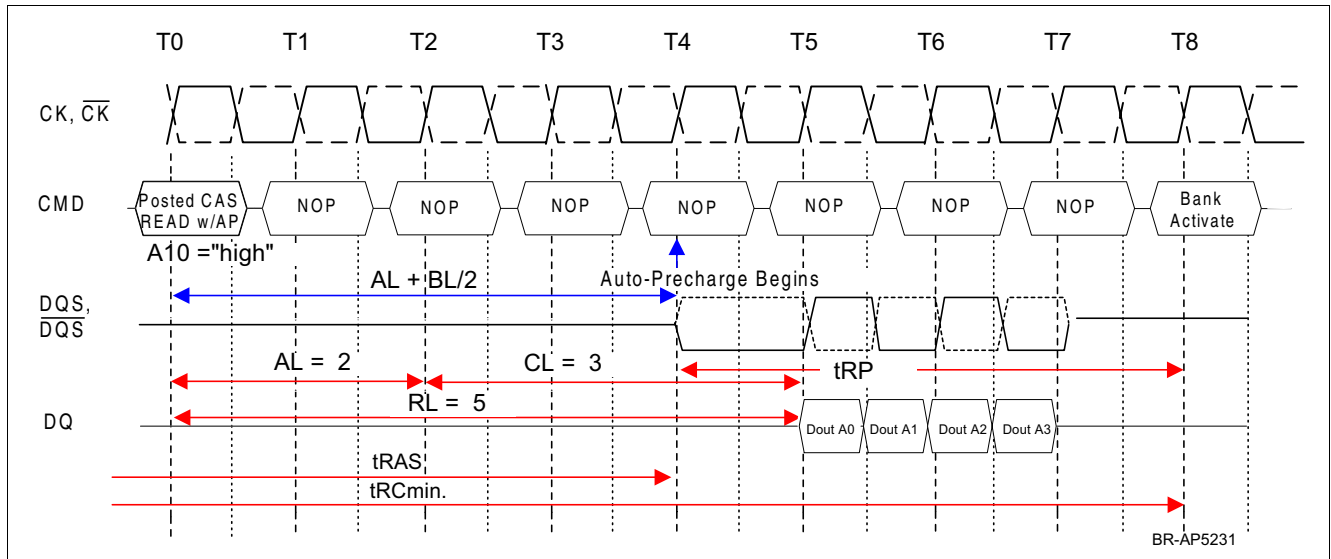 T0 T1 T2 T3 T4 T5 T6 T7 T8
CK, CK
CMD
Posted CAS
READ w/AP
NOP NOP NOP NOP NOP NOP NOP
Bank
Activate
A10 ="high"
AL + BL/2
Auto-Precharge Begins
DQS,
DQS
AL = 2
CL = 3
tRP
RL = 5
DQ
Dout A0 Dout A1 Dout A2 Dout A3
tRAS
tRCmin.
BR-AP5231